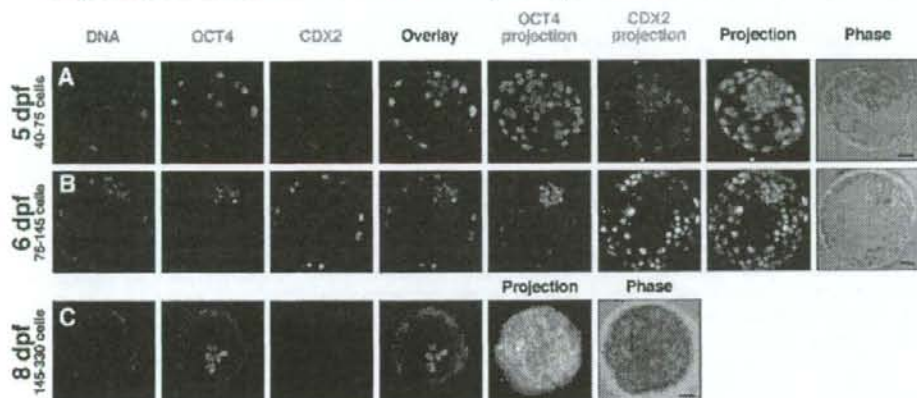 DNA OCT4 CDX2 Overlay OCT4 projection CDX2 projection Projection Phase
A
5 dpf
40-75 cells
B
6 dpf
75-145 cells
Projection Phase
C
8 dpf
145-330 cells